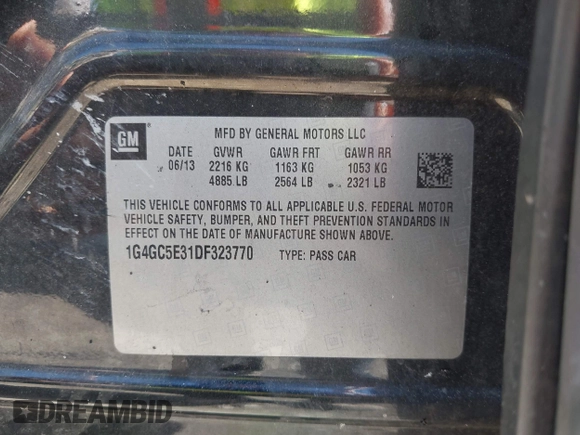 GM
MFD BY GENERAL MOTORS LLC
DATE GVWR GAWR FRT GAWR RR
06/13 2216 KG 1163 KG 1053 KG
4885 LB 2564 LB 2321 LB
THIS VEHICLE CONFORMS TO ALL APPLICABLE U.S. FEDERAL MOTOR
VEHICLE SAFETY, BUMPER, AND THEFT PREVENTION STANDARDS IN
EFFECT ON THE DATE OF MANUFACTURE SHOWN ABOVE.
1G4GC5E31DF323770 TYPE: PASS CAR
DREAMBID